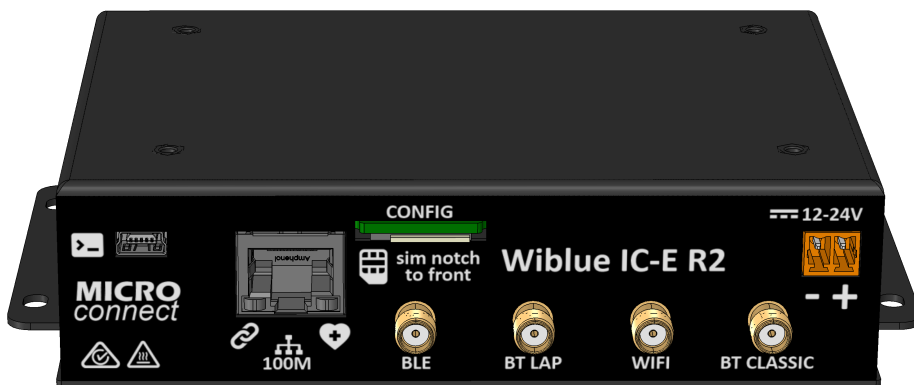 CONFIG
12-24V
>_
Amphenol
sim notch
to front
Wiblue IC-E R2
MICRO
connect
- +
100M
BLE
BT LAP
WIFI
BT CLASSIC